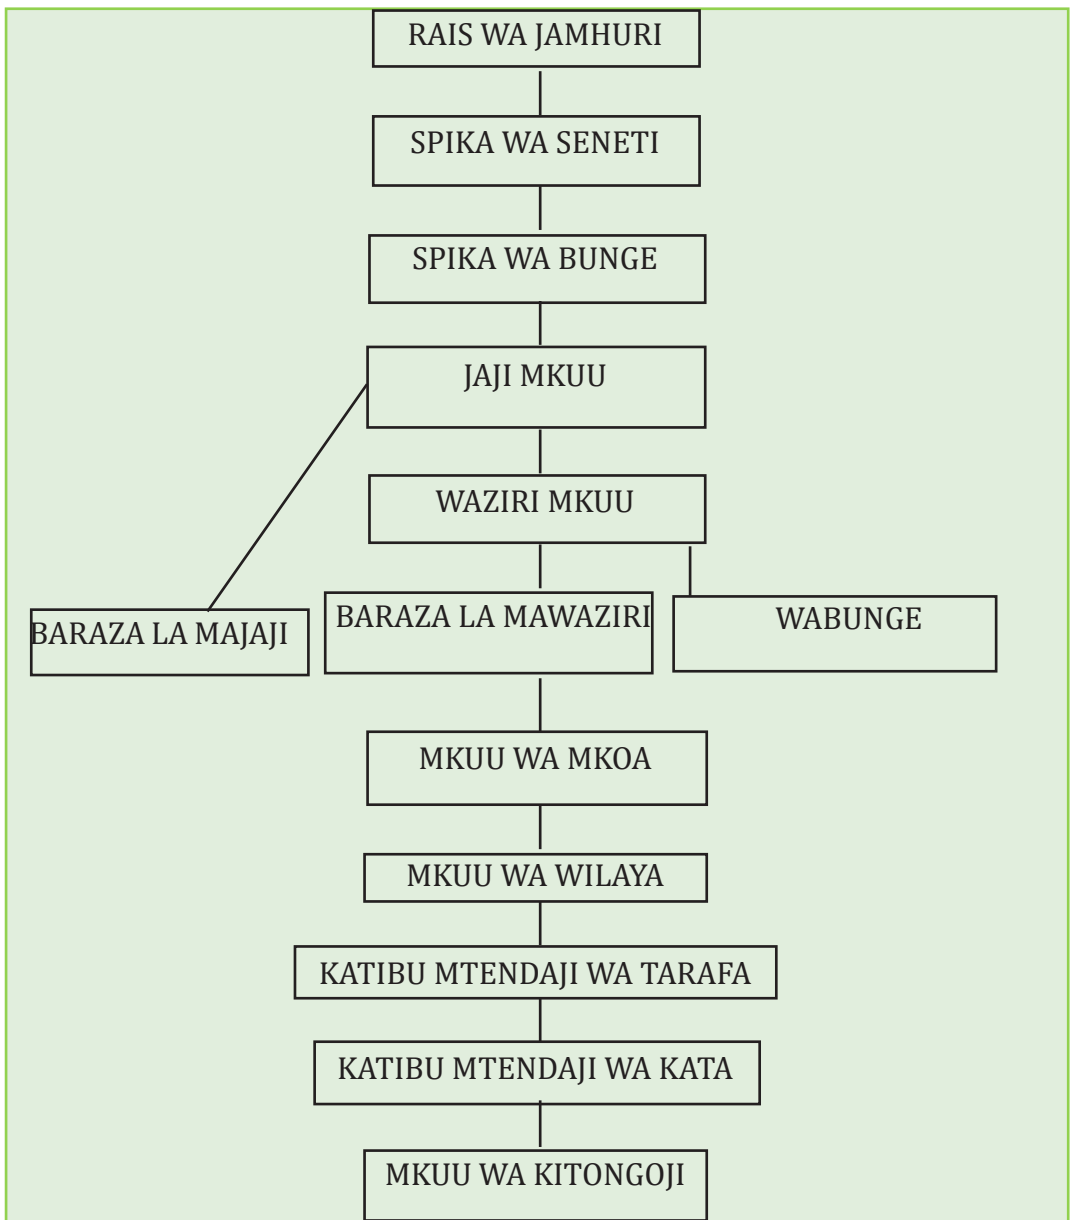 RAIS WA JAMHURI
SPIKA WA SENETI
SPIKA WA BUNGE
JAJI MKUU
WAZIRI MKUU
BARAZA LA MAJAJI
BARAZA LA MAWAZIRI
WABUNGE
MKUU WA MKOA
MKUU WA WILAYA
KATIBU MTENDAJI WA TARAFA
KATIBU MTENDAJI WA KATA
MKUU WA KITONGOJI